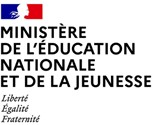 MINISTÈRE
DE L'ÉDUCATION
NATIONALE
ET DE LA JEUNESSE
Liberté
Égalité
Fraternité